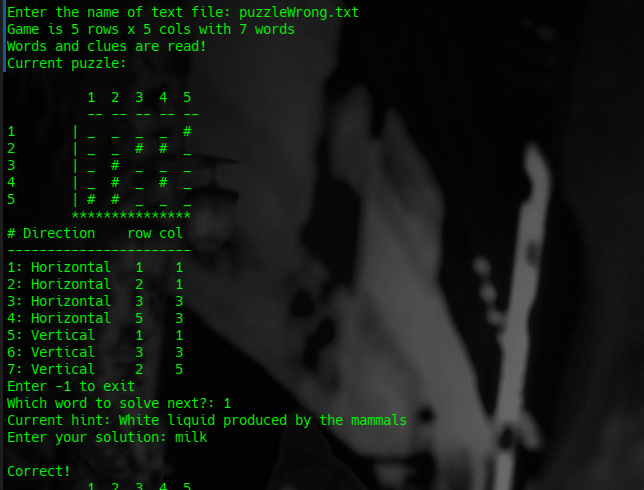 Enter the name of text file: puzzleWrong.txt
Game is 5 rows x 5 cols with 7 words
Words and clues are read!
Current puzzle:

          1  2  3  4  5
          -- -- -- -- --
1       | _  _  _  _  #
2       | _  _  #  #  _
3       | _  #  _  _  _
4       | _  #  _  #  _
5       | #  #  _  _  _
        ***************
# Direction    row col
-----------------------
1: Horizontal   1    1
2: Horizontal   2    1
3: Horizontal   3    3
4: Horizontal   5    3
5: Vertical     1    1
6: Vertical     3    3
7: Vertical     2    5
Enter -1 to exit
Which word to solve next?: 1
Current hint: White liquid produced by the mammals
Enter your solution: milk

Correct!
          1  2  3  4  5